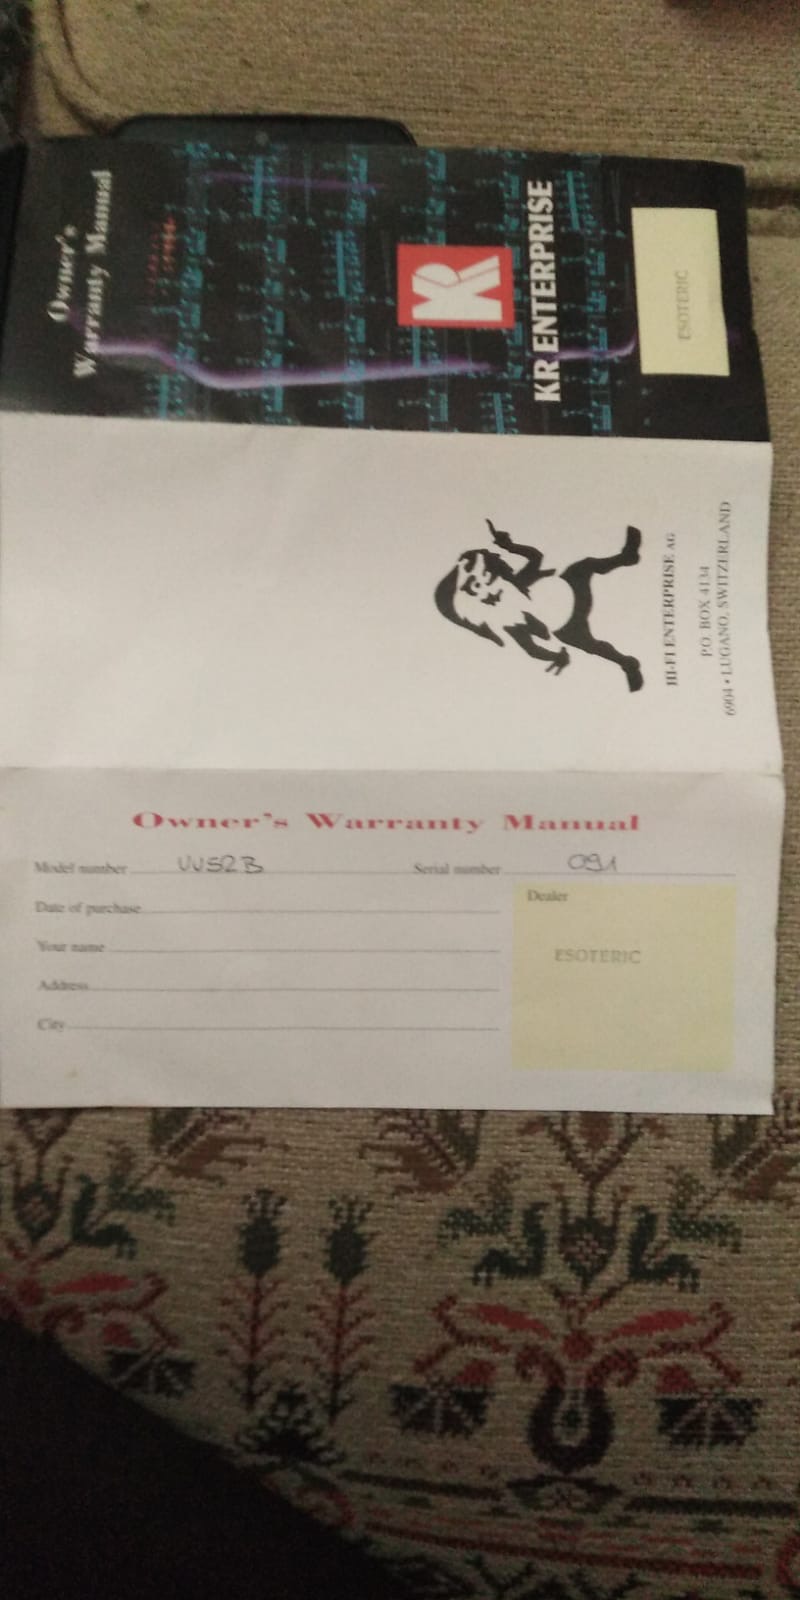 Owner's
Warranty Manual
KR
KR ENTERPRISE
ESOTERIC
HI-FI ENTERPRISE AG
P.O. BOX 4134
6904 • LUGANO, SWITZERLAND
Owner's Warranty Manual
Model number VV52B Serial number 091
Date of purchase
Your name
Address
City
Dealer
ESOTERIC